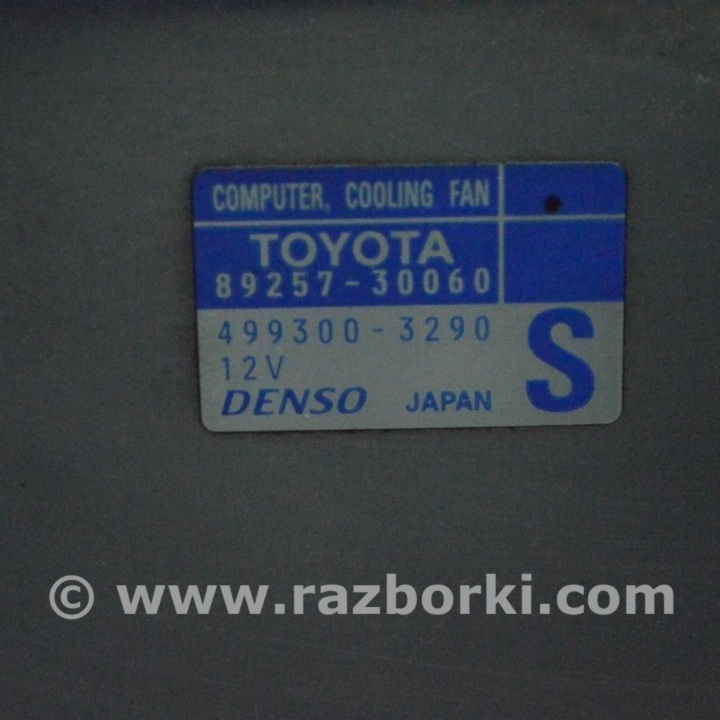 COMPUTER, COOLING FAN
TOYOTA
89257-30060
499300-3290
12V
DENSO JAPAN
S
© www.razborki.com